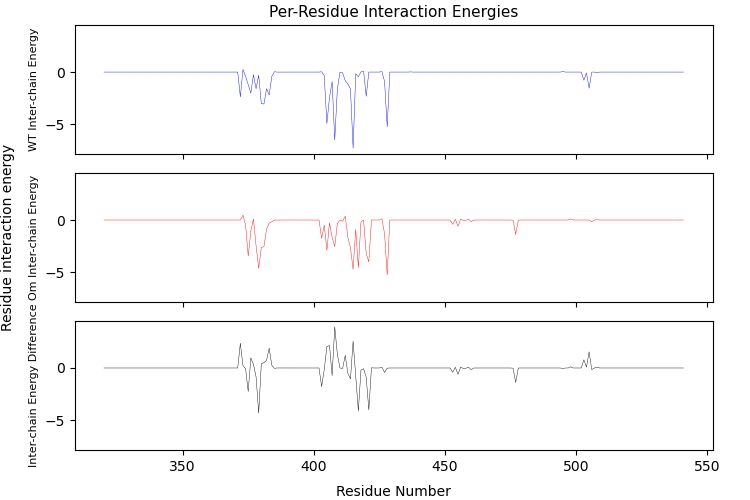 Per-Residue Interaction Energies
Residue interaction energy
WT Inter-chain Energy
0
−5
Om Inter-chain Energy
0
−5
Inter-chain Energy Difference
0
−5
350
400
450
500
550
Residue Number